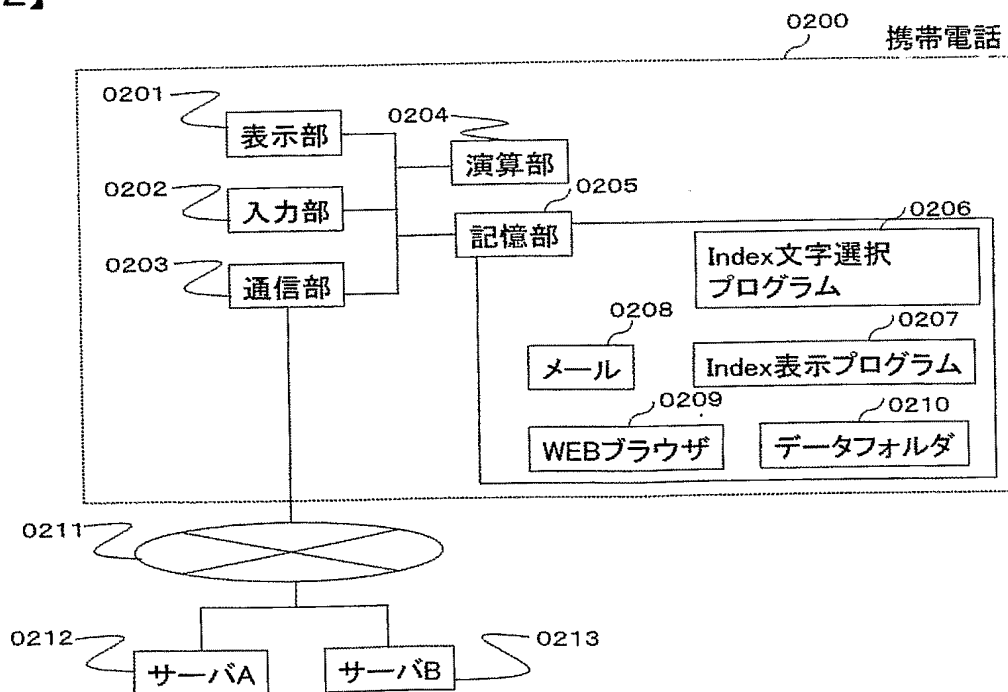 2】
0200
携帯電話
0201
表示部
0204
演算部
0202
入力部
0205
記憶部
0206
Index文字選択
プログラム
0203
通信部
0208
メール
0207
Index表示プログラム
0209
WEBブラウザ
0210
データフォルダ
0211
0212
サーバA
サーバB
0213